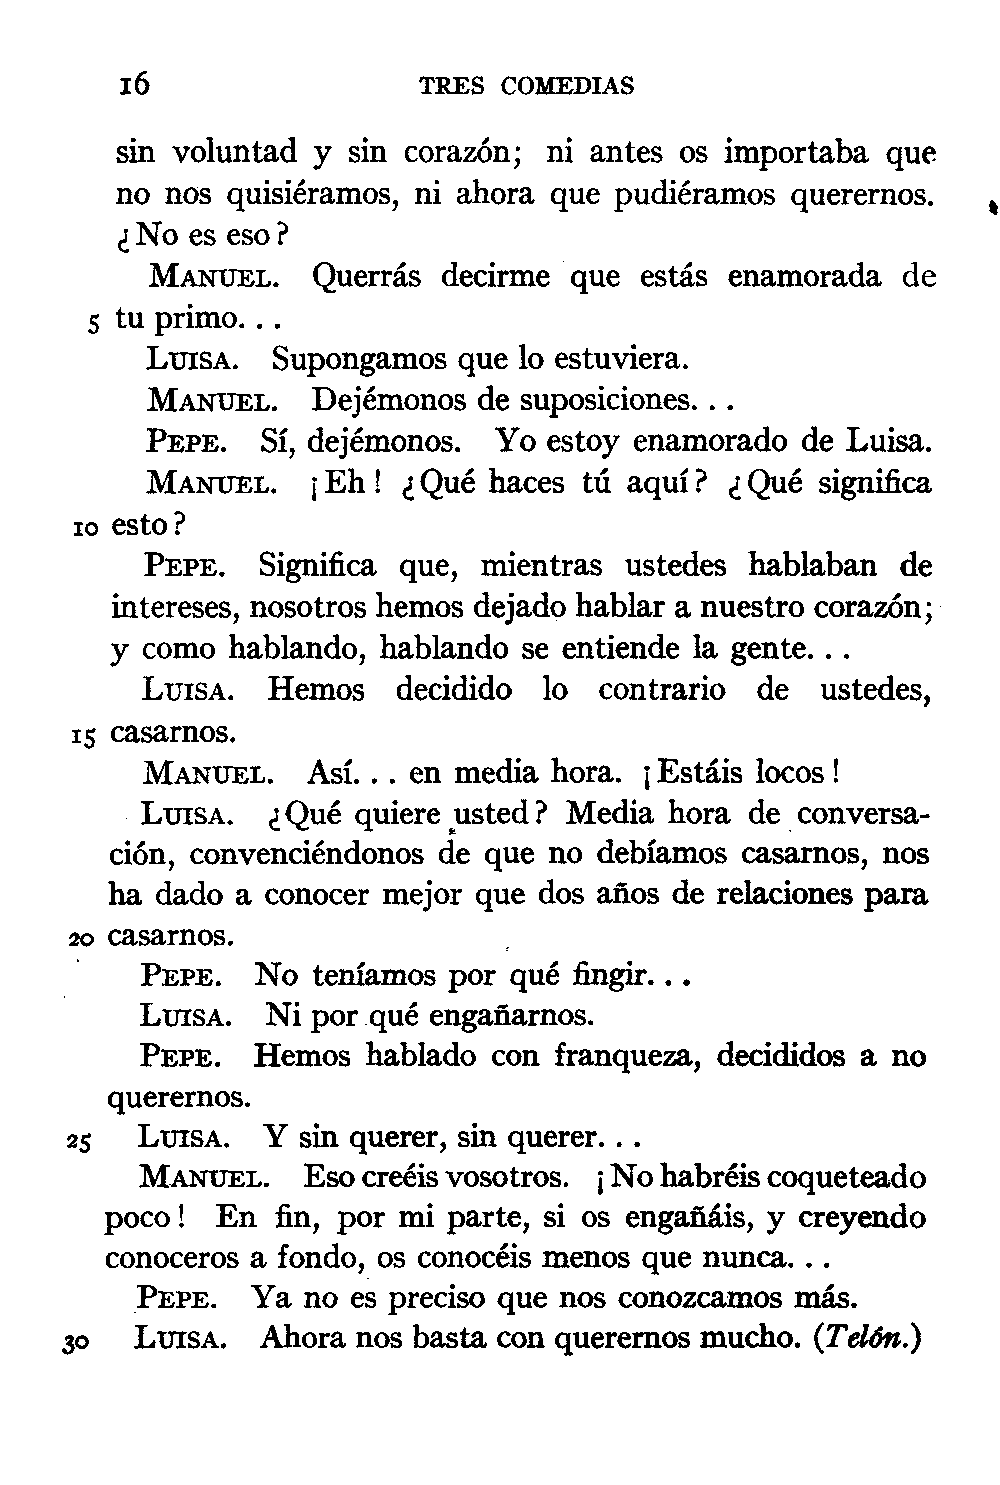 16 TRES COMEDIAS
sin voluntad y sin corazón; ni antes os importaba que
no nos quisiéramos, ni ahora que pudiéramos querernos.
¿No es eso?
MANUEL. Querrás decirme que estás enamorada de
5 tu primo. . .
LUISA. Supongamos que lo estuviera.
MANUEL. Dejémonos de suposiciones. . .
PEPE. Sí, dejémonos. Yo estoy enamorado de Luisa.
MANUEL. ¡Eh! ¿Qué haces tú aquí? ¿Qué significa
10 esto?
PEPE. Significa que, mientras ustedes hablaban de
intereses, nosotros hemos dejado hablar a nuestro corazón;
y como hablando, hablando se entiende la gente. . .
LUISA. Hemos decidido lo contrario de ustedes,
15 casarnos.
MANUEL. Así. . . en media hora. ¡Estáis locos!
LUISA. ¿Qué quiere usted? Media hora de conversa-
ción, convenciéndonos de que no debíamos casarnos, nos
ha dado a conocer mejor que dos años de relaciones para
20 casarnos.
PEPE. No teníamos por qué fingir. . .
LUISA. Ni por qué engañarnos.
PEPE. Hemos hablado con franqueza, decididos a no
querernos.
25 LUISA. Y sin querer, sin querer. . .
MANUEL. Eso creéis vosotros. ¡No habréis coqueteado
poco! En fin, por mi parte, si os engañáis, y creyendo
conoceros a fondo, os conocéis menos que nunca. . .
PEPE. Ya no es preciso que nos conozcamos más.
30 LUISA. Ahora nos basta con querernos mucho. (Telón.)